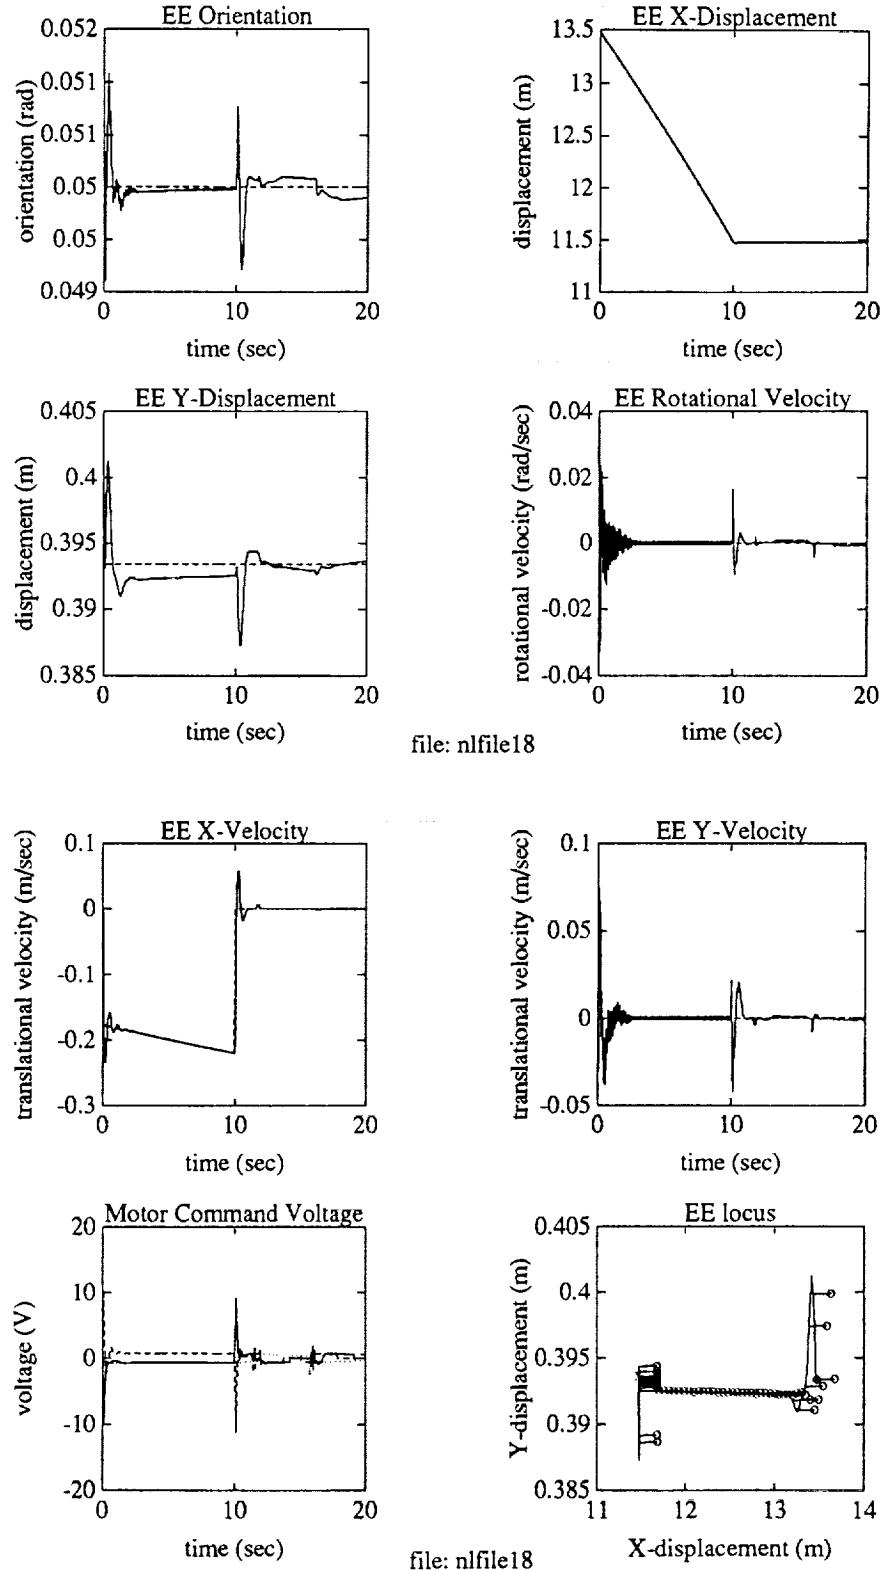 EE Orientation
0.052
0.051
0.051
0.05
0.05
0.049
0 10 20
orientation (rad)
time (sec)
EE X-Displacement
13.5
13
12.5
12
11.5
11
0 10 20
displacement (m)
time (sec)
EE Y-Displacement
0.405
0.4
0.395
0.39
0.385
0 10 20
displacement (m)
time (sec)
EE Rotational Velocity
0.04
0.02
0
-0.02
-0.04
0 10 20
rotational velocity (rad/sec)
time (sec)
file: nlfile18
EE X-Velocity
0.1
0
-0.1
-0.2
-0.3
0 10 20
translational velocity (m/sec)
time (sec)
EE Y-Velocity
0.1
0.05
0
-0.05
0 10 20
translational velocity (m/sec)
time (sec)
Motor Command Voltage
20
10
0
-10
-20
0 10 20
voltage (V)
time (sec)
EE locus
0.405
0.4
0.395
0.39
0.385
11 12 13 14
Y-displacement (m)
X-displacement (m)
file: nlfile18